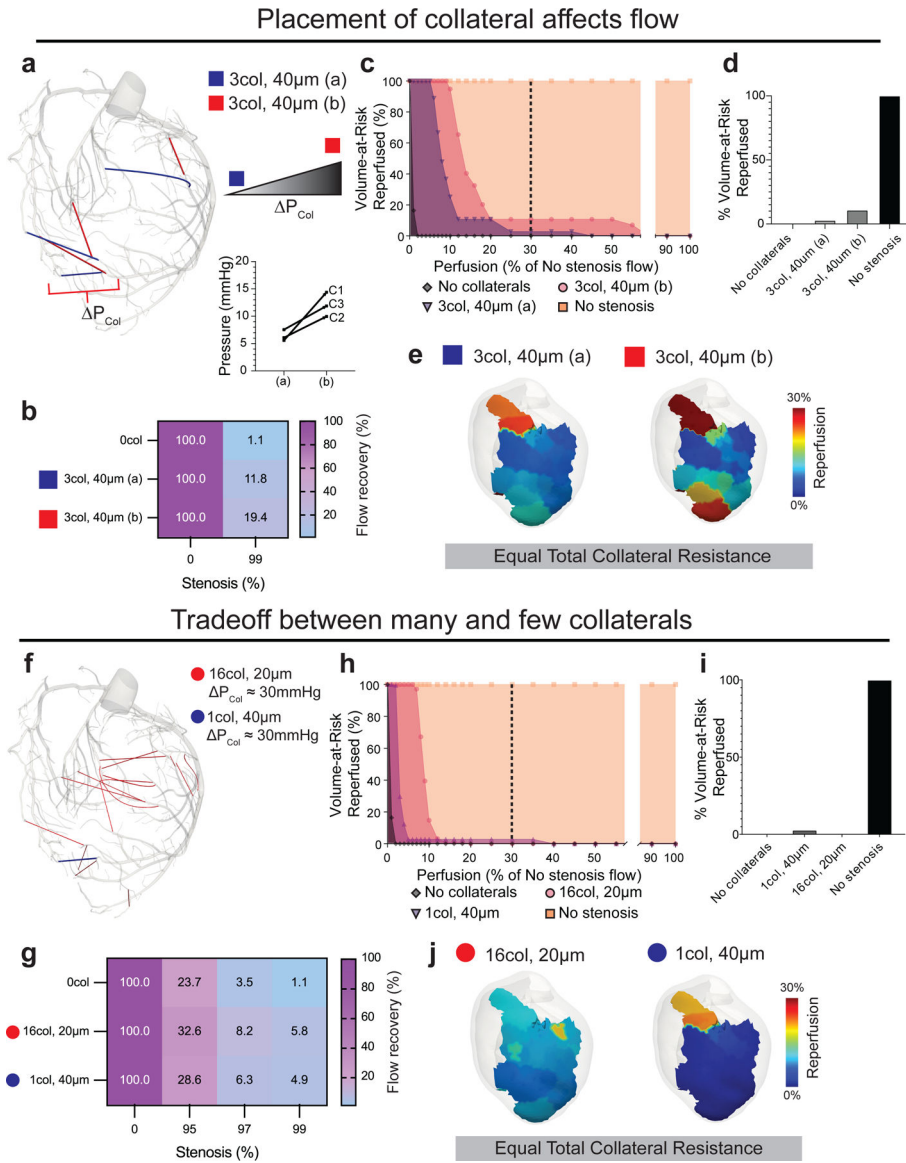 Placement of collateral affects flow
a
3col, 40µm (a)
3col, 40µm (b)
ΔP_Col
ΔP_Col
Pressure (mmHg)
20
15
10
5
0
C1
C3
C2
(a)
(b)
b
0col
100.0
1.1
3col, 40µm (a)
100.0
11.8
3col, 40µm (b)
100.0
19.4
0
99
Stenosis (%)
100
80
60
40
20
Flow recovery (%)
c
Volume-at-Risk
Reperfused (%)
100
80
60
40
20
0
0
10
20
30
40
50
90
100
Perfusion (% of No stenosis flow)
No collaterals
3col, 40µm (b)
3col, 40µm (a)
No stenosis
d
% Volume-at-Risk
Reperfused
100
50
0
No collaterals
3col, 40µm (a)
3col, 40µm (b)
No stenosis
e
3col, 40µm (a)
3col, 40µm (b)
30%
0%
Reperfusion
Equal Total Collateral Resistance
Tradeoff between many and few collaterals
f
16col, 20µm
ΔP_Col ≈ 30mmHg
1col, 40µm
ΔP_Col ≈ 30mmHg
g
0col
100.0
23.7
3.5
1.1
16col, 20µm
100.0
32.6
8.2
5.8
1col, 40µm
100.0
28.6
6.3
4.9
0
95
97
99
Stenosis (%)
100
80
60
40
20
Flow recovery (%)
h
Volume-at-Risk
Reperfused (%)
100
80
60
40
20
0
0
10
20
30
40
50
90
100
Perfusion (% of No stenosis flow)
No collaterals
16col, 20µm
1col, 40µm
No stenosis
i
% Volume-at-Risk
Reperfused
100
50
0
No collaterals
1col, 40µm
16col, 20µm
No stenosis
j
16col, 20µm
1col, 40µm
30%
0%
Reperfusion
Equal Total Collateral Resistance